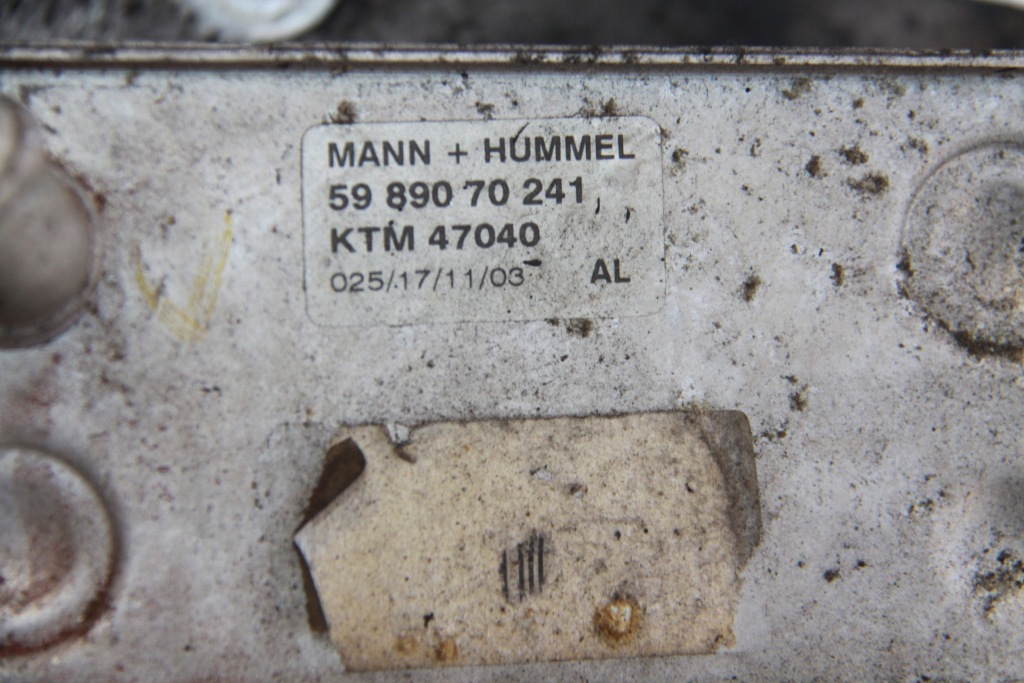 MANN + HUMMEL
59 890 70 241
KTM 47040
025/17/11/03 AL